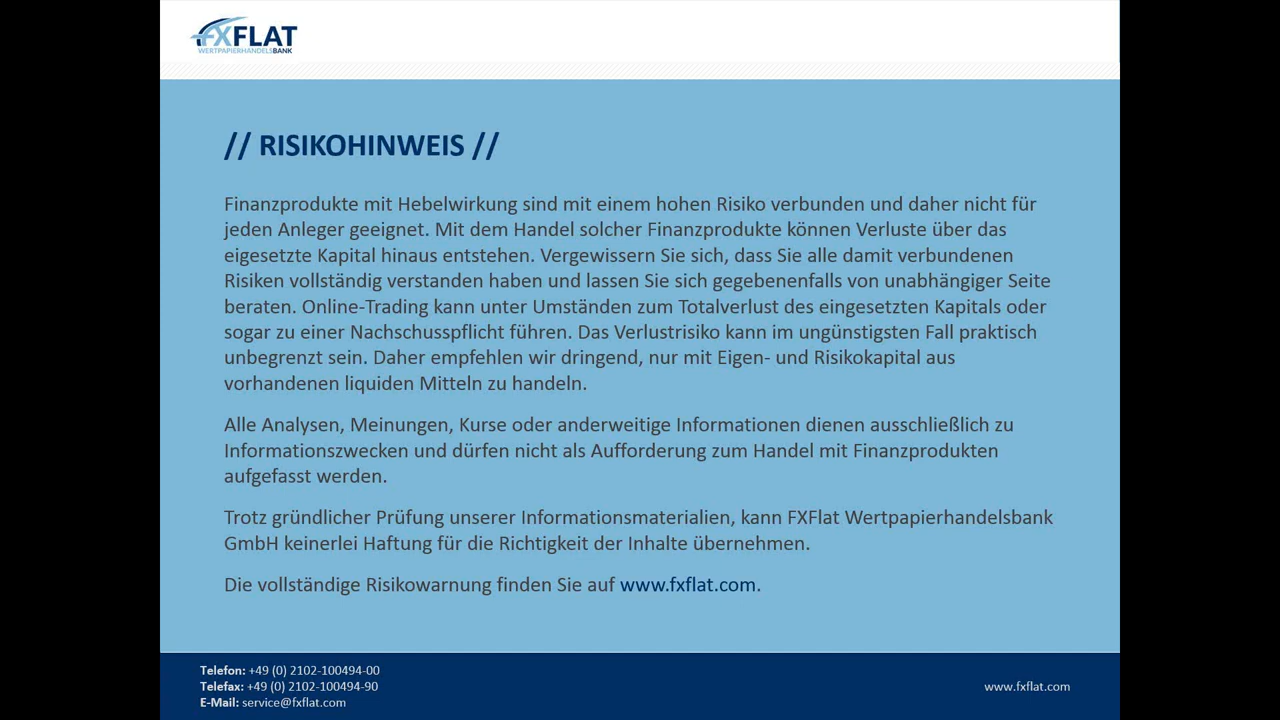 FXFLAT
WERTPAPIERHANDELSBANK
// RISIKOHINWEIS //
Finanzprodukte mit Hebelwirkung sind mit einem hohen Risiko verbunden und daher nicht für
jeden Anleger geeignet. Mit dem Handel solcher Finanzprodukte können Verluste über das
eigesetzte Kapital hinaus entstehen. Vergewissern Sie sich, dass Sie alle damit verbundenen
Risiken vollständig verstanden haben und lassen Sie sich gegebenenfalls von unabhängiger Seite
beraten. Online-Trading kann unter Umständen zum Totalverlust des eingesetzten Kapitals oder
sogar zu einer Nachschusspflicht führen. Das Verlustrisiko kann im ungünstigsten Fall praktisch
unbegrenzt sein. Daher empfehlen wir dringend, nur mit Eigen- und Risikokapital aus
vorhandenen liquiden Mitteln zu handeln.
Alle Analysen, Meinungen, Kurse oder anderweitige Informationen dienen ausschließlich zu
Informationszwecken und dürfen nicht als Aufforderung zum Handel mit Finanzprodukten
aufgefasst werden.
Trotz gründlicher Prüfung unserer Informationsmaterialien, kann FXFlat Wertpapierhandelsbank
GmbH keinerlei Haftung für die Richtigkeit der Inhalte übernehmen.
Die vollständige Risikowarnung finden Sie auf www.fxflat.com.
Telefon: +49 (0) 2102-100494-00
Telefax: +49 (0) 2102-100494-90
E-Mail: service@fxflat.com
www.fxflat.com